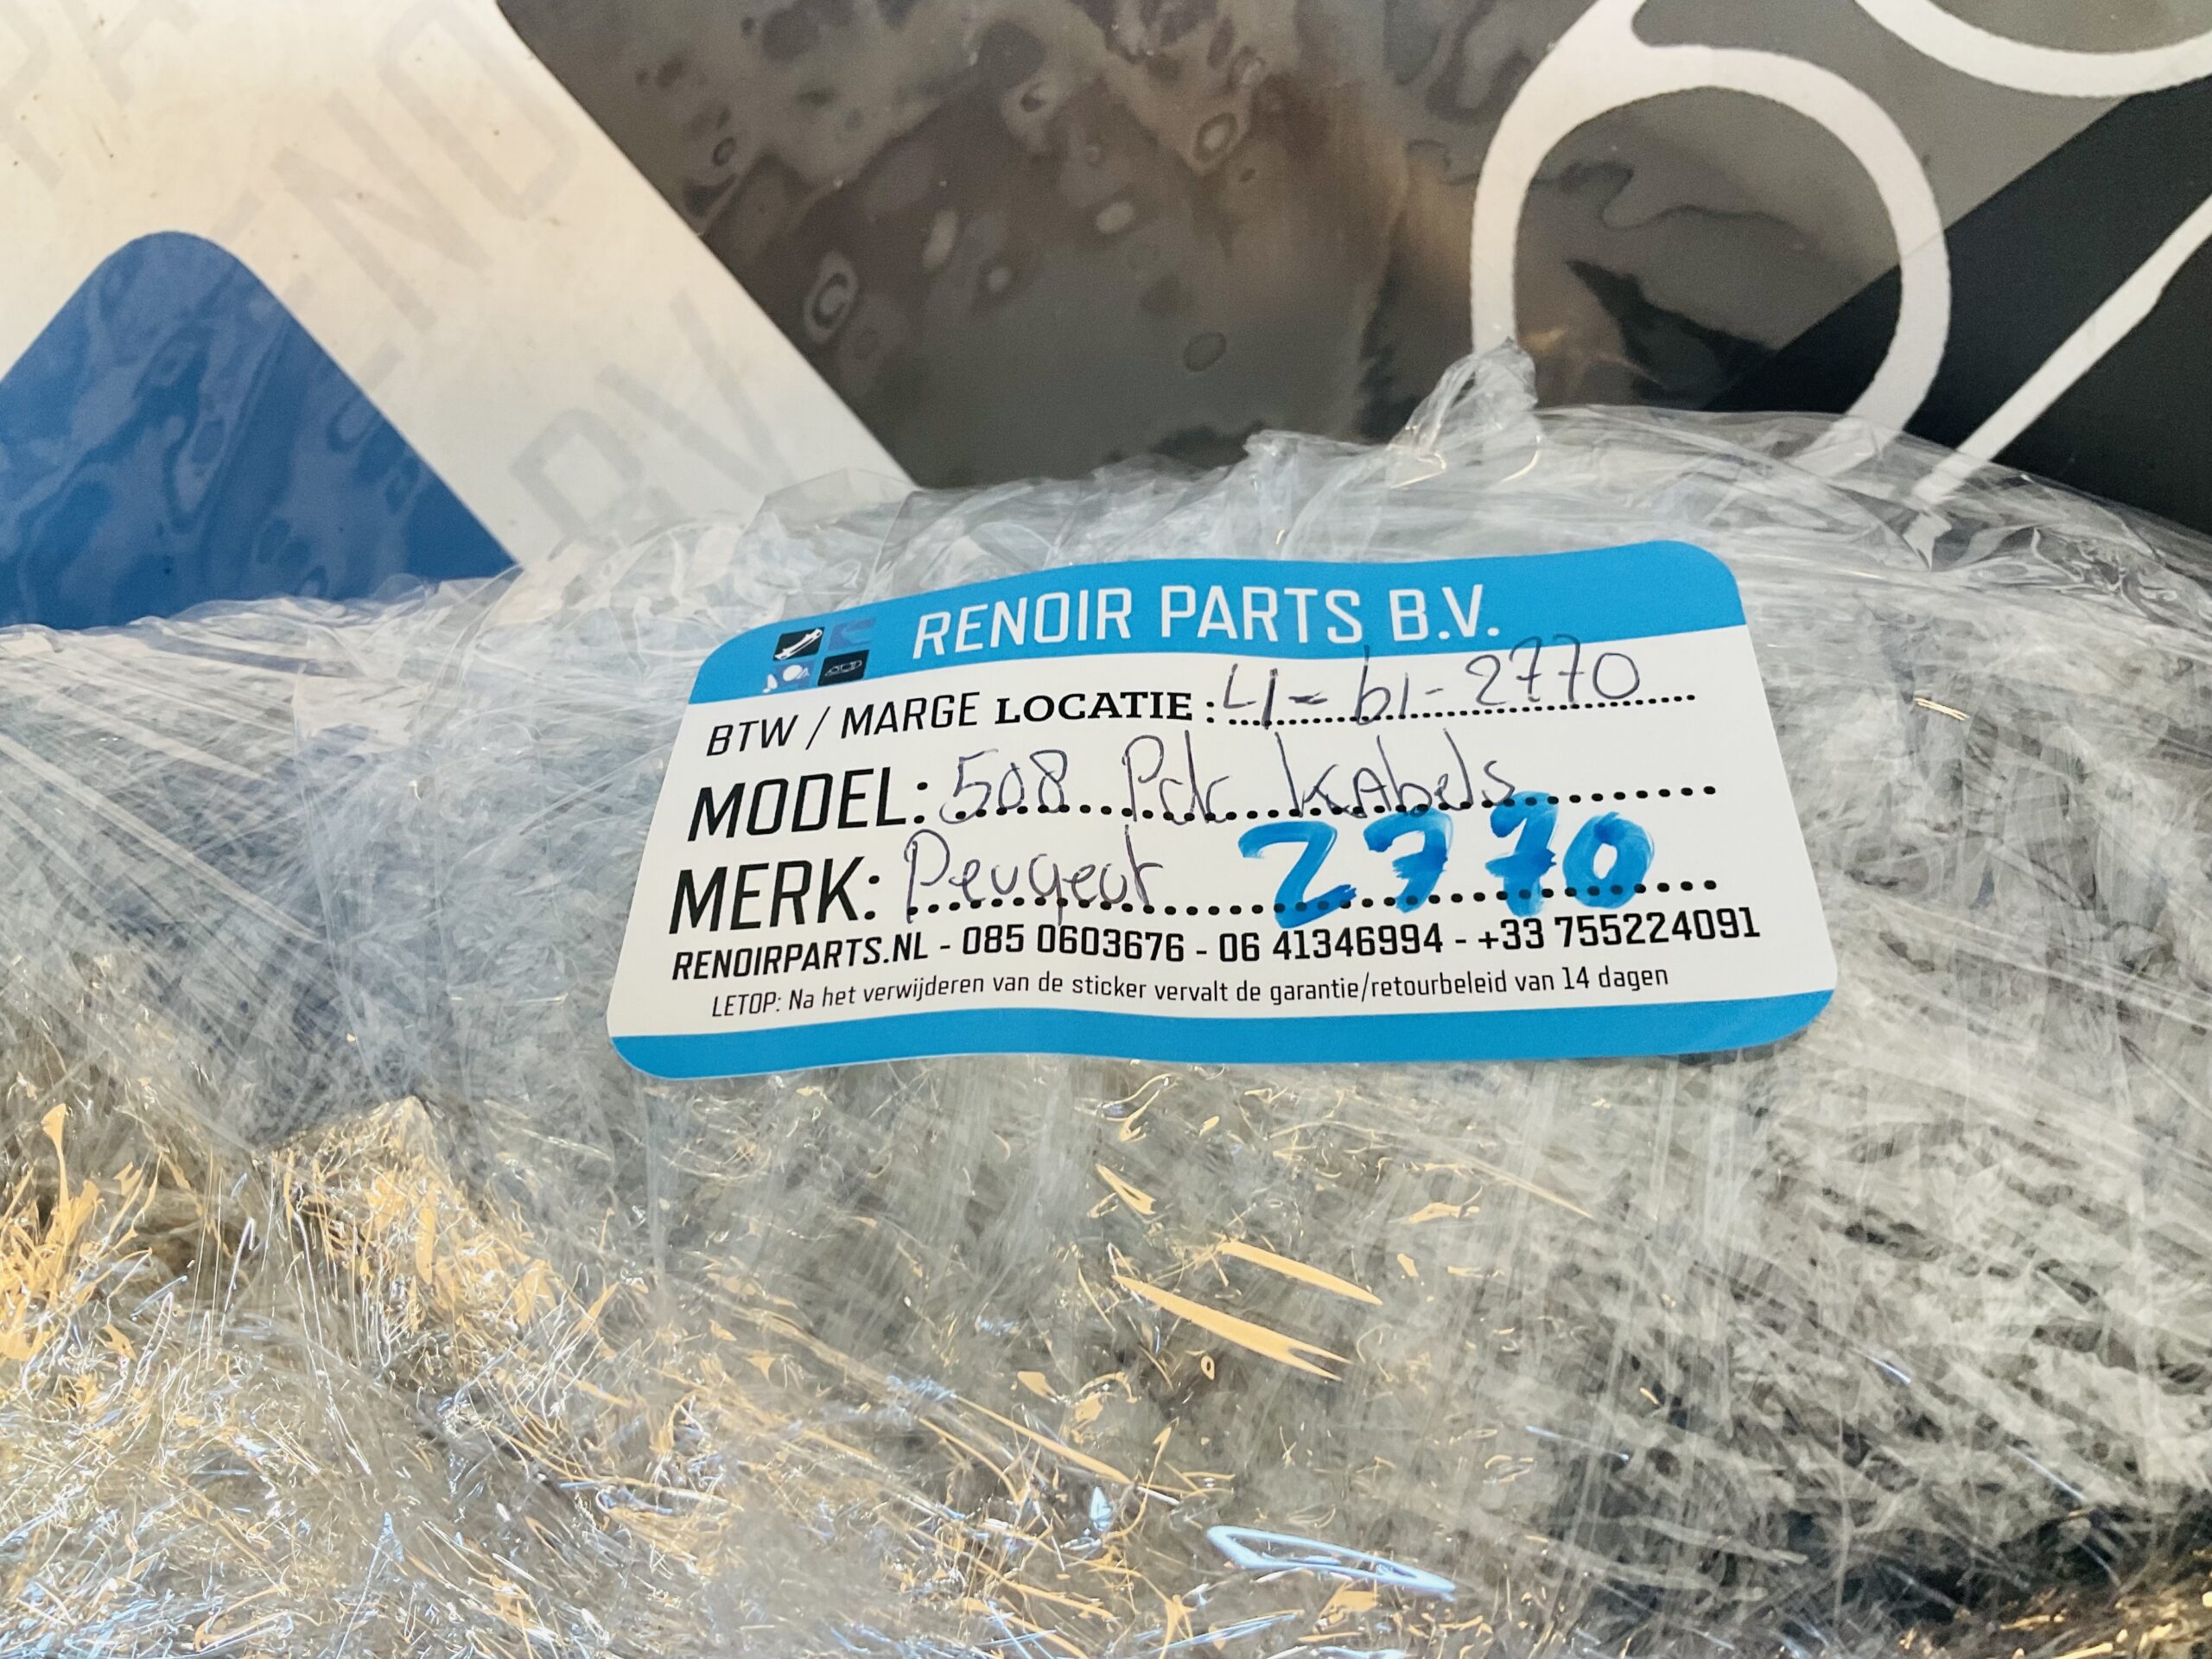 RENOIR PARTS B.V.
BTW / MARGE LOCATIE : L1 - b1 - 2770
MODEL: 508 Pdc KAbels
MERK: Peugeot 2770
RENOIRPARTS.NL - 085 0603676 - 06 41346994 - +33 755224091
LETOP: Na het verwijderen van de sticker vervalt de garantie/retourbeleid van 14 dagen